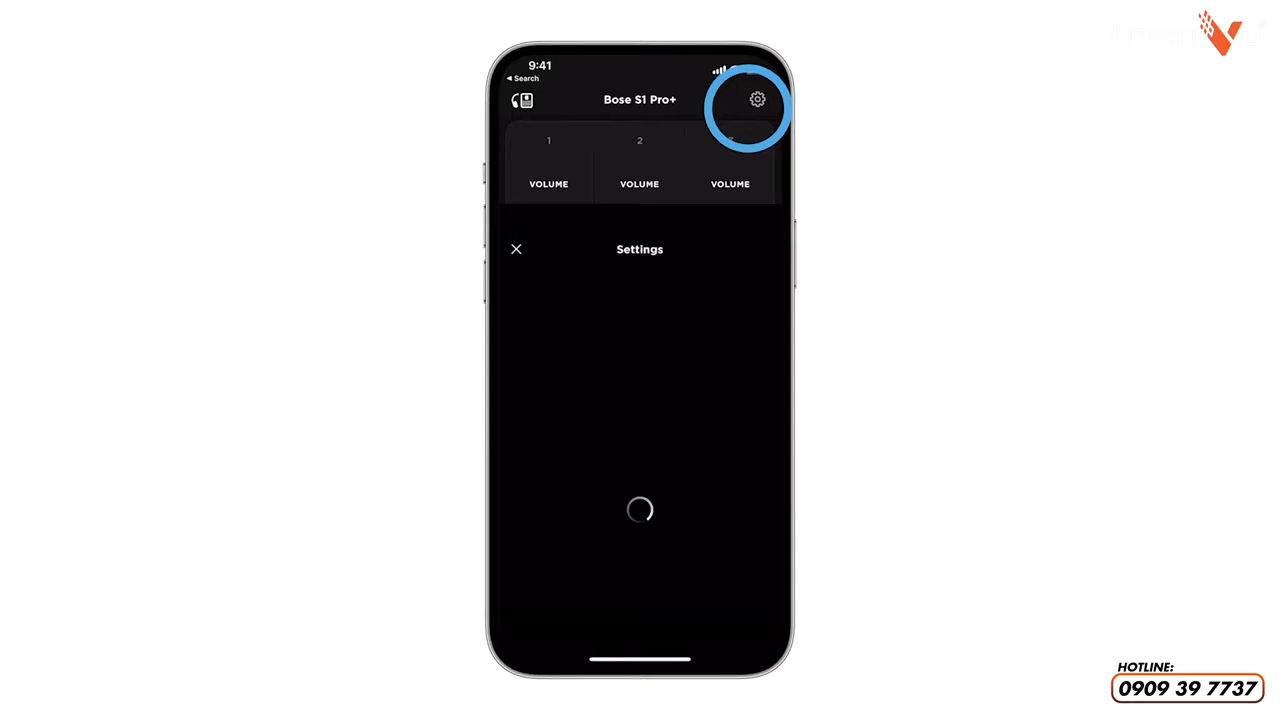 9:41
◀ Search
Bose S1 Pro+
1 2
VOLUME VOLUME VOLUME
Settings
HOTLINE:
0909 39 7737